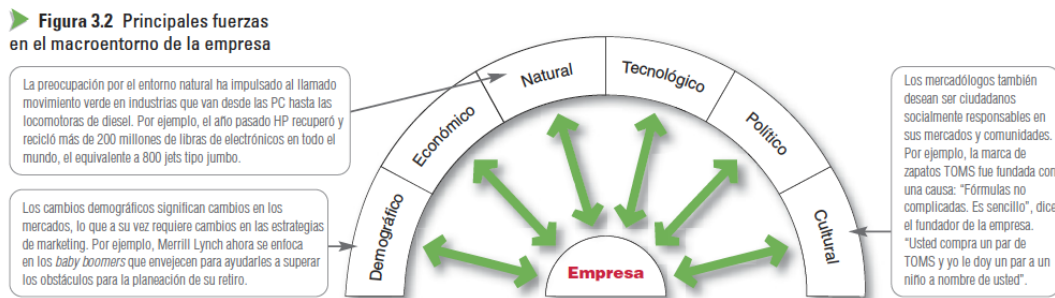 Figura 3.2 Principales fuerzas
en el macroentorno de la empresa
La preocupación por el entorno natural ha impulsado al llamado
movimiento verde en industrias que van desde las PC hasta las
locomotoras de diesel. Por ejemplo, el año pasado HP recuperó y
recicló más de 200 millones de libras de electrónicos en todo el
mundo, el equivalente a 800 jets tipo jumbo.
Los cambios demográficos significan cambios en los
mercados, lo que a su vez requiere cambios en las estrategias
de marketing. Por ejemplo, Merrill Lynch ahora se enfoca
en los baby boomers que envejecen para ayudarles a superar
los obstáculos para la planeación de su retiro.
Demográfico
Económico
Natural
Tecnológico
Político
Cultural
Empresa
Los mercadólogos también
desean ser ciudadanos
socialmente responsables en
sus mercados y comunidades.
Por ejemplo, la marca de
zapatos TOMS fue fundada con
una causa: “Fórmulas no
complicadas. Es sencillo”, dice
el fundador de la empresa.
“Usted compra un par de
TOMS y yo le doy un par a un
niño a nombre de usted”.